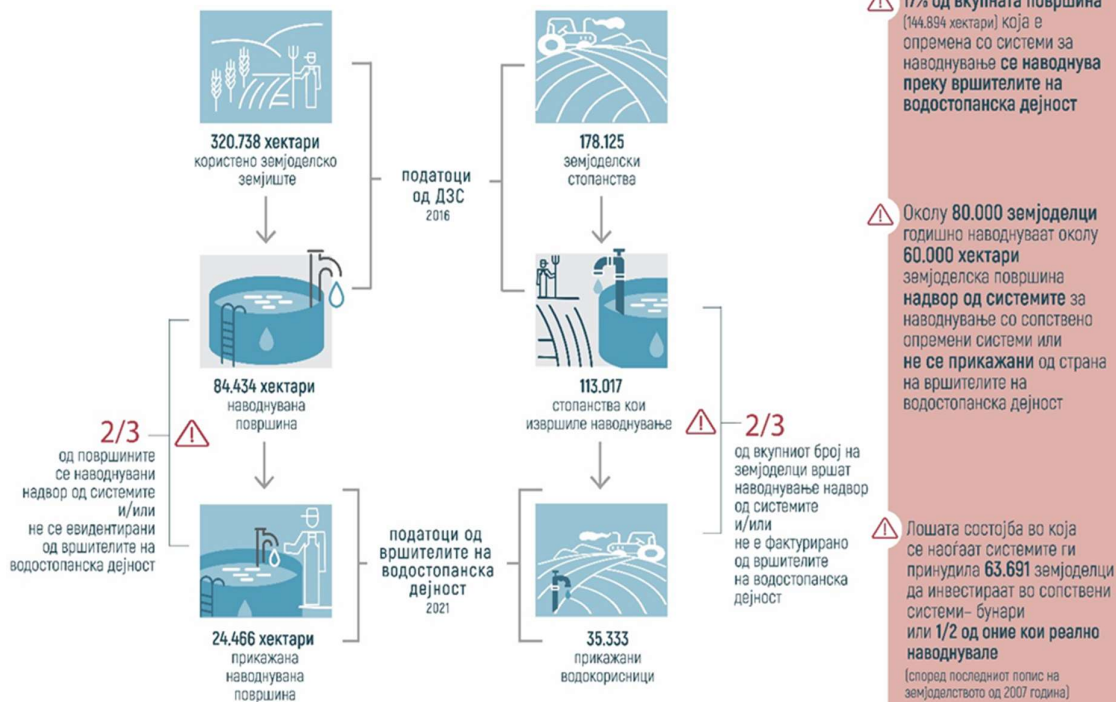 320.738 хектари
користено земјоделско
земјиште
178.125
земјоделски
стопанства
податоци
од ДЗС
2016
84.434 хектари
наводнувана
површина
113.017
стопанства кои
извршиле наводнување
2/3
од површините
се наводнувани
надвор од системите
и/или
не се евидентирани
од вршителите на
водостопанска дејност
2/3
од вкупниот број на
земјоделци вршат
наводнување надвор
од системите
и/или
не е фактурирано
од вршителите
на водостопанска
дејност
податоци од
вршителите на
водостопанска
дејност
2021
24.466 хектари
прикажана
наводнувана
површина
35.333
прикажани
водокорисници
17% од вкупната површина
(144.894 хектари) која е
опремена со системи за
наводнување се наводнува
преку вршителите на
водостопанска дејност
Околу 80.000 земјоделци
годишно наводнуваат околу
60.000 хектари
земјоделска површина
надвор од системите за
наводнување со сопствено
опремени системи или
не се прикажани од страна
на вршителите на
водостопанска дејност
Лошата состојба во која
се наоѓаат системите ги
принудила 63.691 земјоделци
да инвестираат во сопствени
системи– бунари
или 1/2 од оние кои реално
наводнувале
(според последниот попис на
земјоделството од 2007 година)